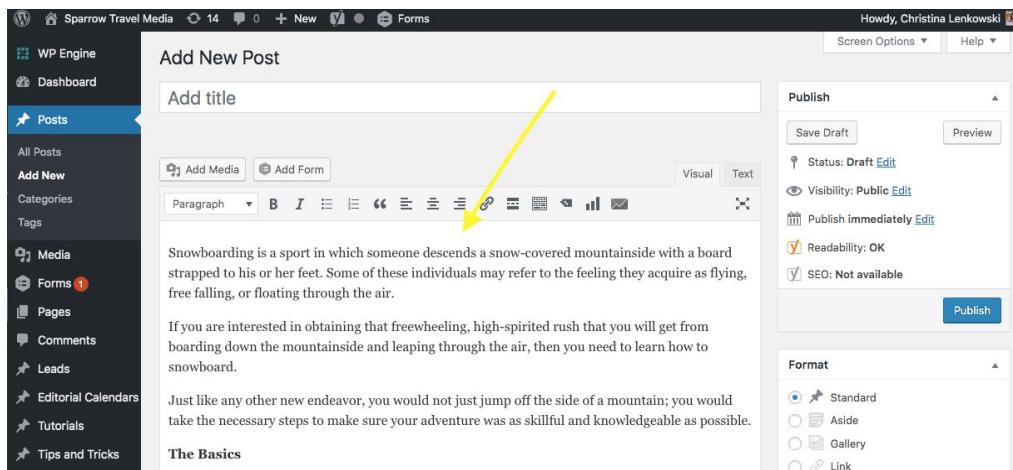 Sparrow Travel Media 14 0 + New Forms Howdy, Christina Lenkowski
Screen Options ▼ Help ▼
WP Engine
Dashboard
Posts
All Posts
Add New
Categories
Tags
Media
Forms 1
Pages
Comments
Leads
Editorial Calendars
Tutorials
Tips and Tricks
Add New Post
Add title
Add Media Add Form Visual Text
Paragraph B I
Snowboarding is a sport in which someone descends a snow-covered mountainside with a board
strapped to his or her feet. Some of these individuals may refer to the feeling they acquire as flying,
free falling, or floating through the air.
If you are interested in obtaining that freewheeling, high-spirited rush that you will get from
boarding down the mountainside and leaping through the air, then you need to learn how to
snowboard.
Just like any other new endeavor, you would not just jump off the side of a mountain; you would
take the necessary steps to make sure your adventure was as skillful and knowledgeable as possible.
The Basics
Publish
Save Draft Preview
Status: Draft Edit
Visibility: Public Edit
Publish immediately Edit
Readability: OK
SEO: Not available
Publish
Format
Standard
Aside
Gallery
Link